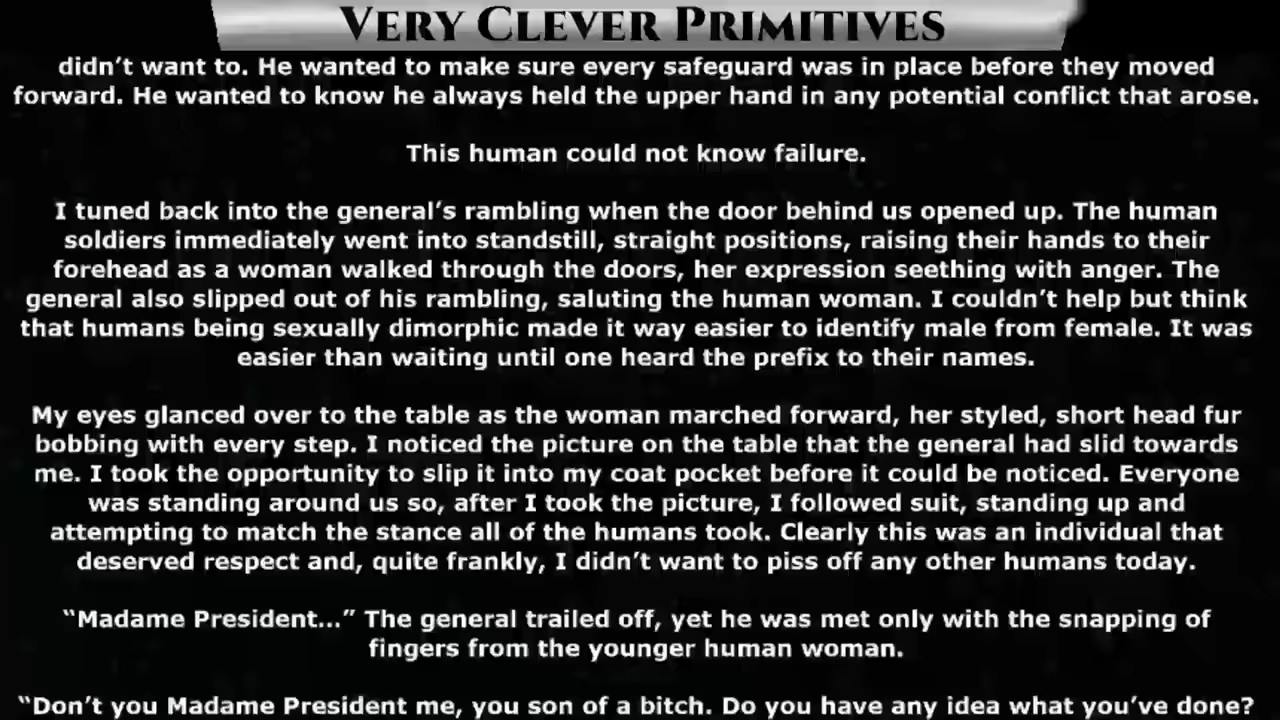 VERY CLEVER PRIMITIVES
didn’t want to. He wanted to make sure every safeguard was in place before they moved
forward. He wanted to know he always held the upper hand in any potential conflict that arose.
This human could not know failure.
I tuned back into the general’s rambling when the door behind us opened up. The human
soldiers immediately went into standstill, straight positions, raising their hands to their
forehead as a woman walked through the doors, her expression seething with anger. The
general also slipped out of his rambling, saluting the human woman. I couldn’t help but think
that humans being sexually dimorphic made it way easier to identify male from female. It was
easier than waiting until one heard the prefix to their names.
My eyes glanced over to the table as the woman marched forward, her styled, short head fur
bobbing with every step. I noticed the picture on the table that the general had slid towards
me. I took the opportunity to slip it into my coat pocket before it could be noticed. Everyone
was standing around us so, after I took the picture, I followed suit, standing up and
attempting to match the stance all of the humans took. Clearly this was an individual that
deserved respect and, quite frankly, I didn’t want to piss off any other humans today.
“Madame President...” The general trailed off, yet he was met only with the snapping of
fingers from the younger human woman.
“Don’t you Madame President me, you son of a bitch. Do you have any idea what you’ve done?